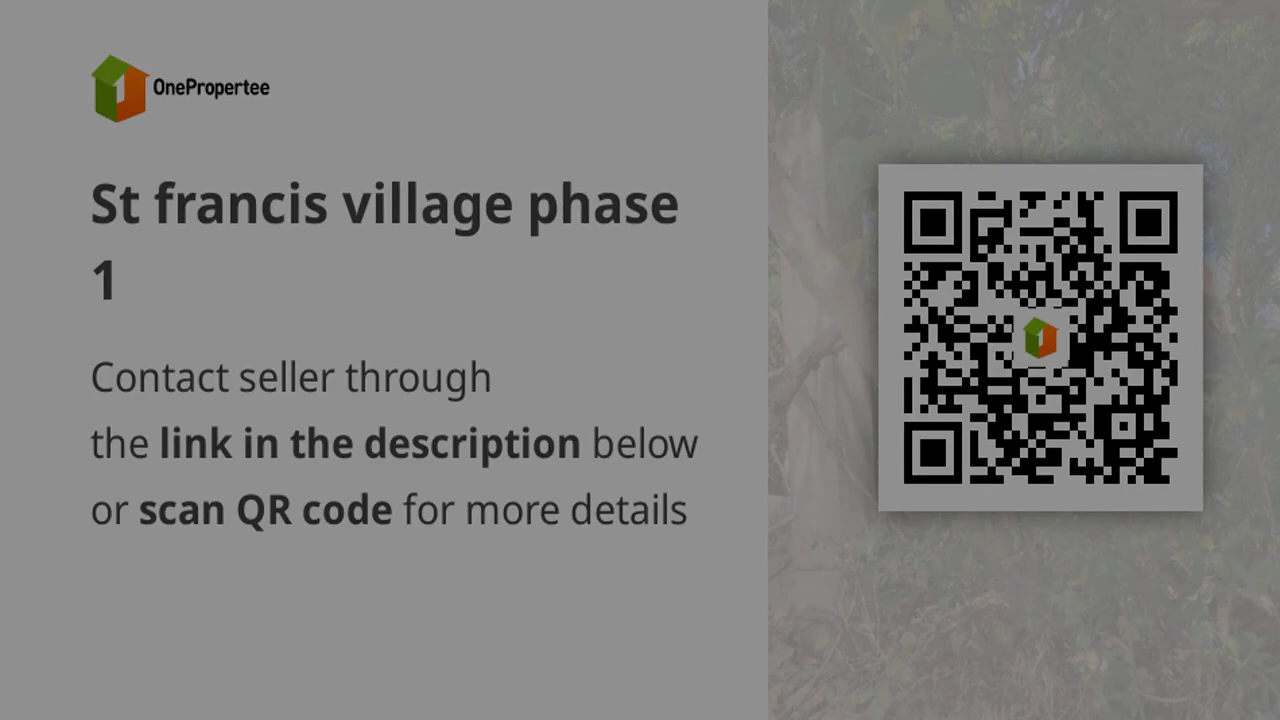 OnePropertee
St francis village phase
1
Contact seller through
the link in the description below
or scan QR code for more details